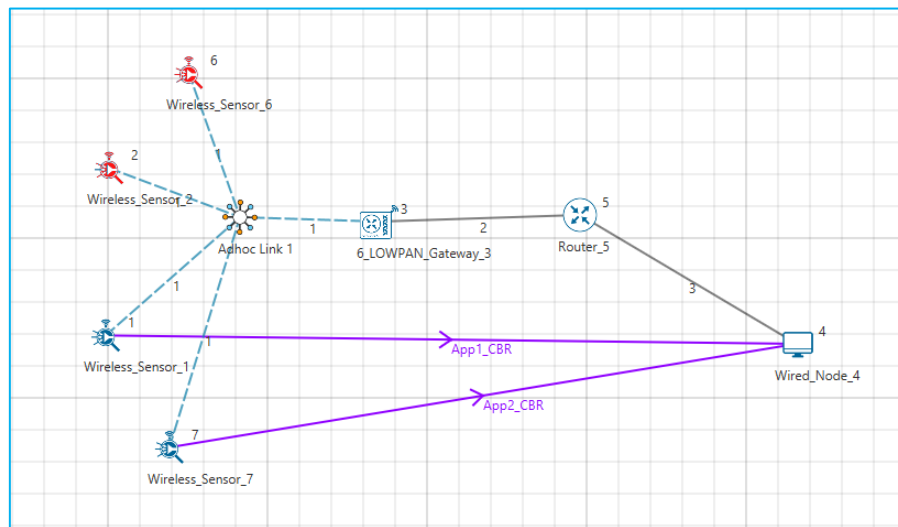 6
Wireless_Sensor_6
1
2
Wireless_Sensor_2
1
Adhoc Link 1
1
3
6_LOWPAN_Gateway_3
2
5
Router_5
3
1
1
Wireless_Sensor_1
1
App1_CBR
4
Wired_Node_4
App2_CBR
7
Wireless_Sensor_7